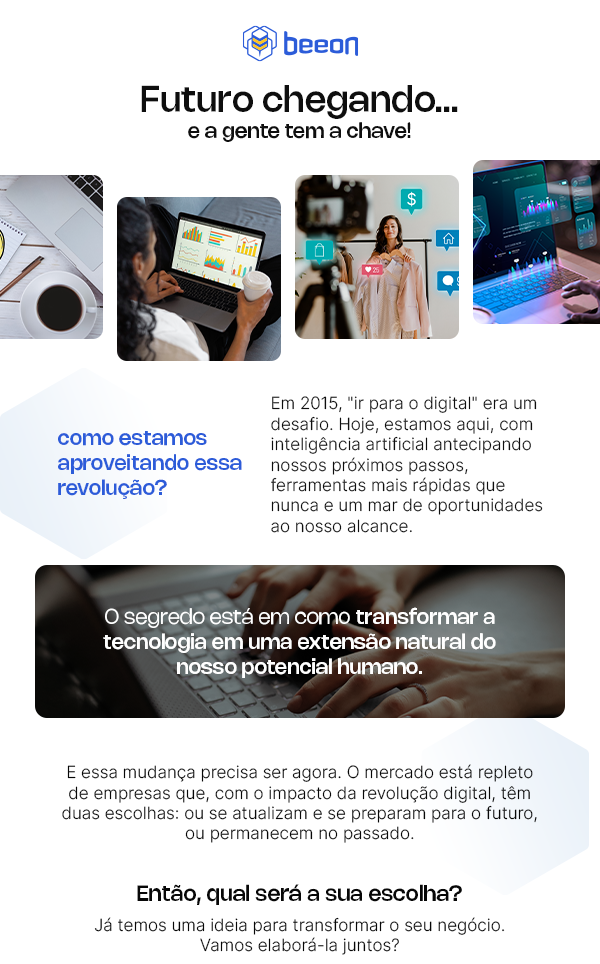 beeon
Futuro chegando...
e a gente tem a chave!
$
25
como estamos
aproveitando essa
revolução?
Em 2015, "ir para o digital" era um
desafio. Hoje, estamos aqui, com
inteligência artificial antecipando
nossos próximos passos,
ferramentas mais rápidas que
nunca e um mar de oportunidades
ao nosso alcance.
O segredo está em como transformar a
tecnologia em uma extensão natural do
nosso potencial humano.
E essa mudança precisa ser agora. O mercado está repleto
de empresas que, com o impacto da revolução digital, têm
duas escolhas: ou se atualizam e se preparam para o futuro,
ou permanecem no passado.
Então, qual será a sua escolha?
Já temos uma ideia para transformar o seu negócio.
Vamos elaborá-la juntos?